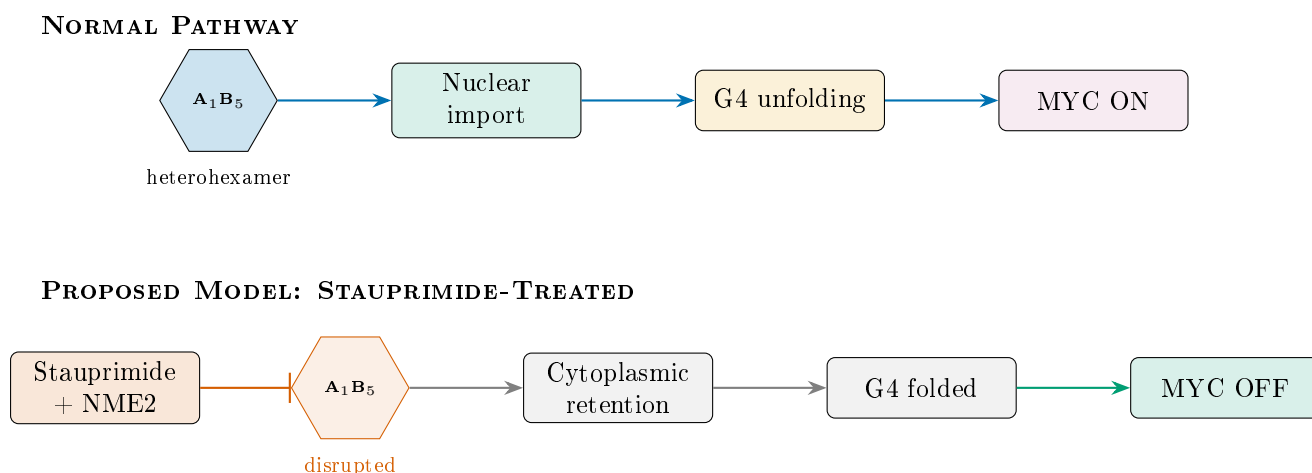 Normal Pathway
A₁B₅
Nuclear
import
G4 unfolding
MYC ON
heterohexamer
Proposed Model: Stauprimide-Treated
Stauprimide
+ NME2
A₁B₅
Cytoplasmic
retention
G4 folded
MYC OFF
disrupted